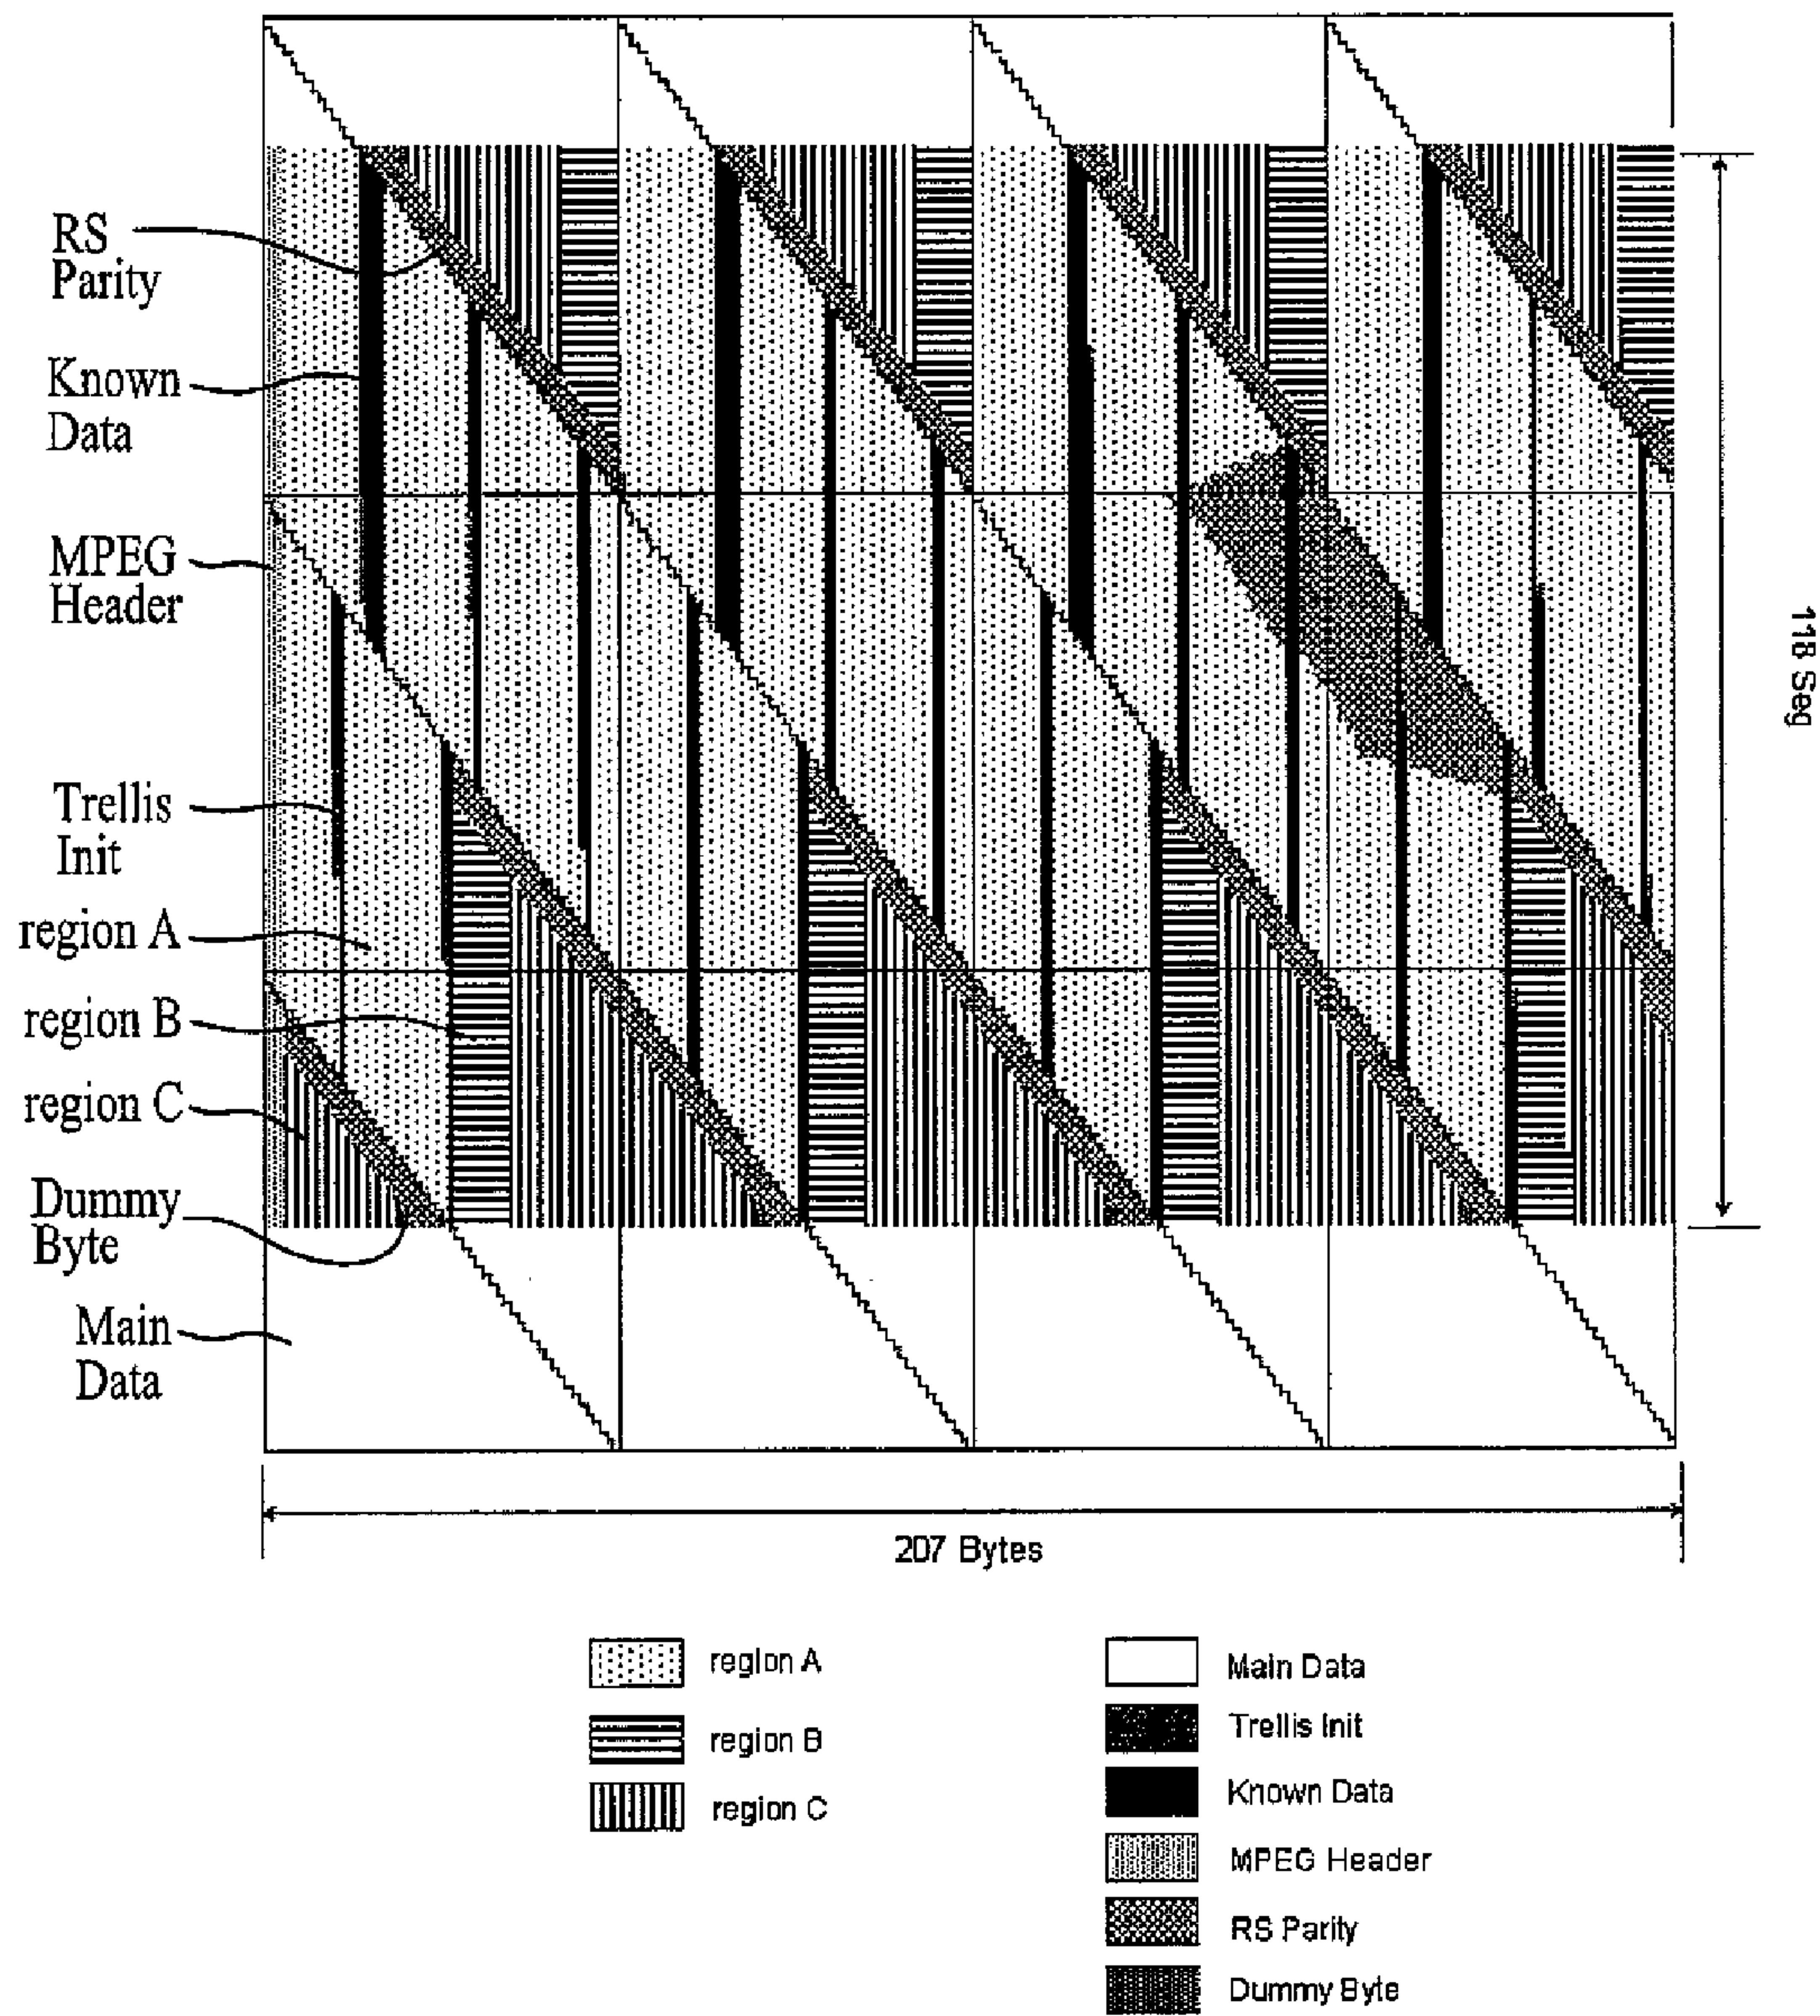 RS
Parity
Known
Data
MPEG
Header
Trellis
Init
region A
region B
region C
Dummy
Byte
Main
Data
118 Seg
207 Bytes
region A
region B
region C
Main Data
Trellis Init
Known Data
MPEG Header
RS Parity
Dummy Byte